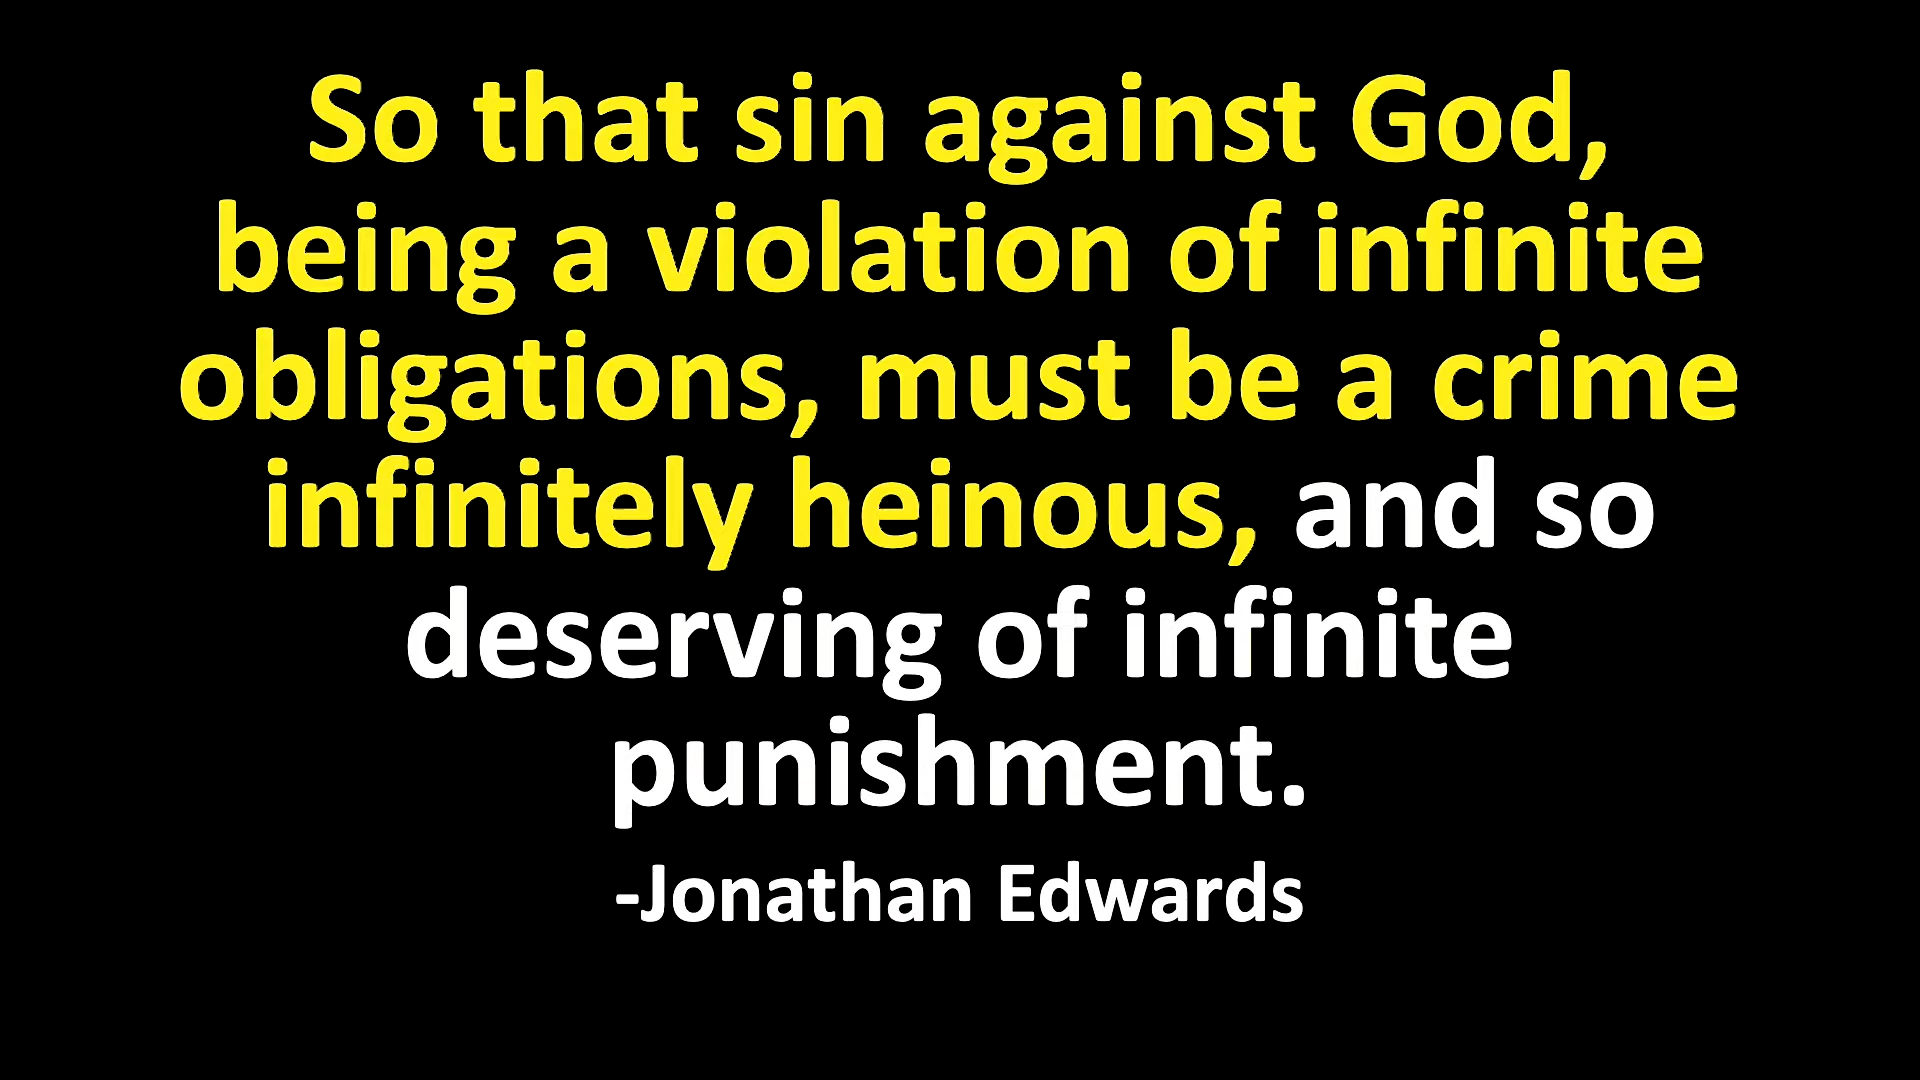 So that sin against God,
being a violation of infinite
obligations, must be a crime
infinitely heinous, and so
deserving of infinite
punishment.
-Jonathan Edwards